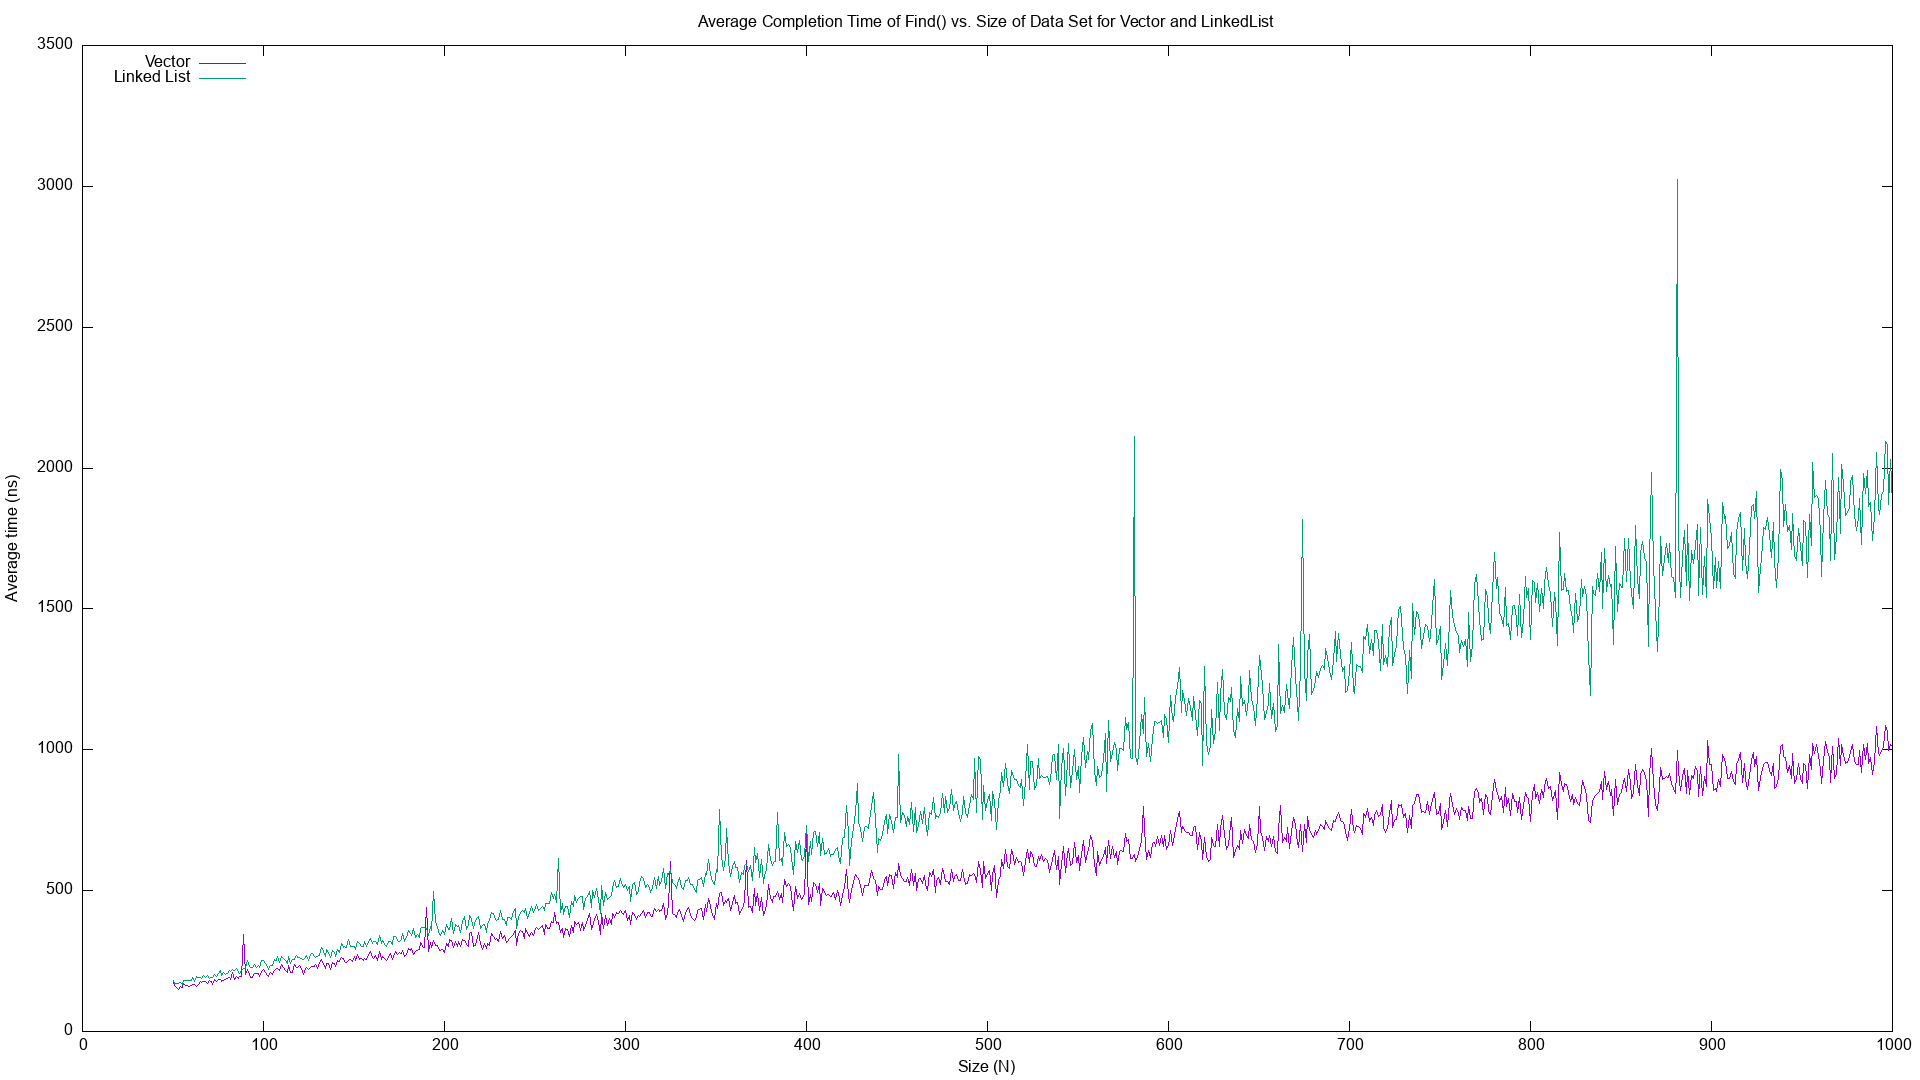 Average Completion Time of Find() vs. Size of Data Set for Vector and LinkedList
3500
3000
2500
2000
1500
1000
500
0
Vector
Linked List
Average time (ns)
0 100 200 300 400 500 600 700 800 900 1000
Size (N)